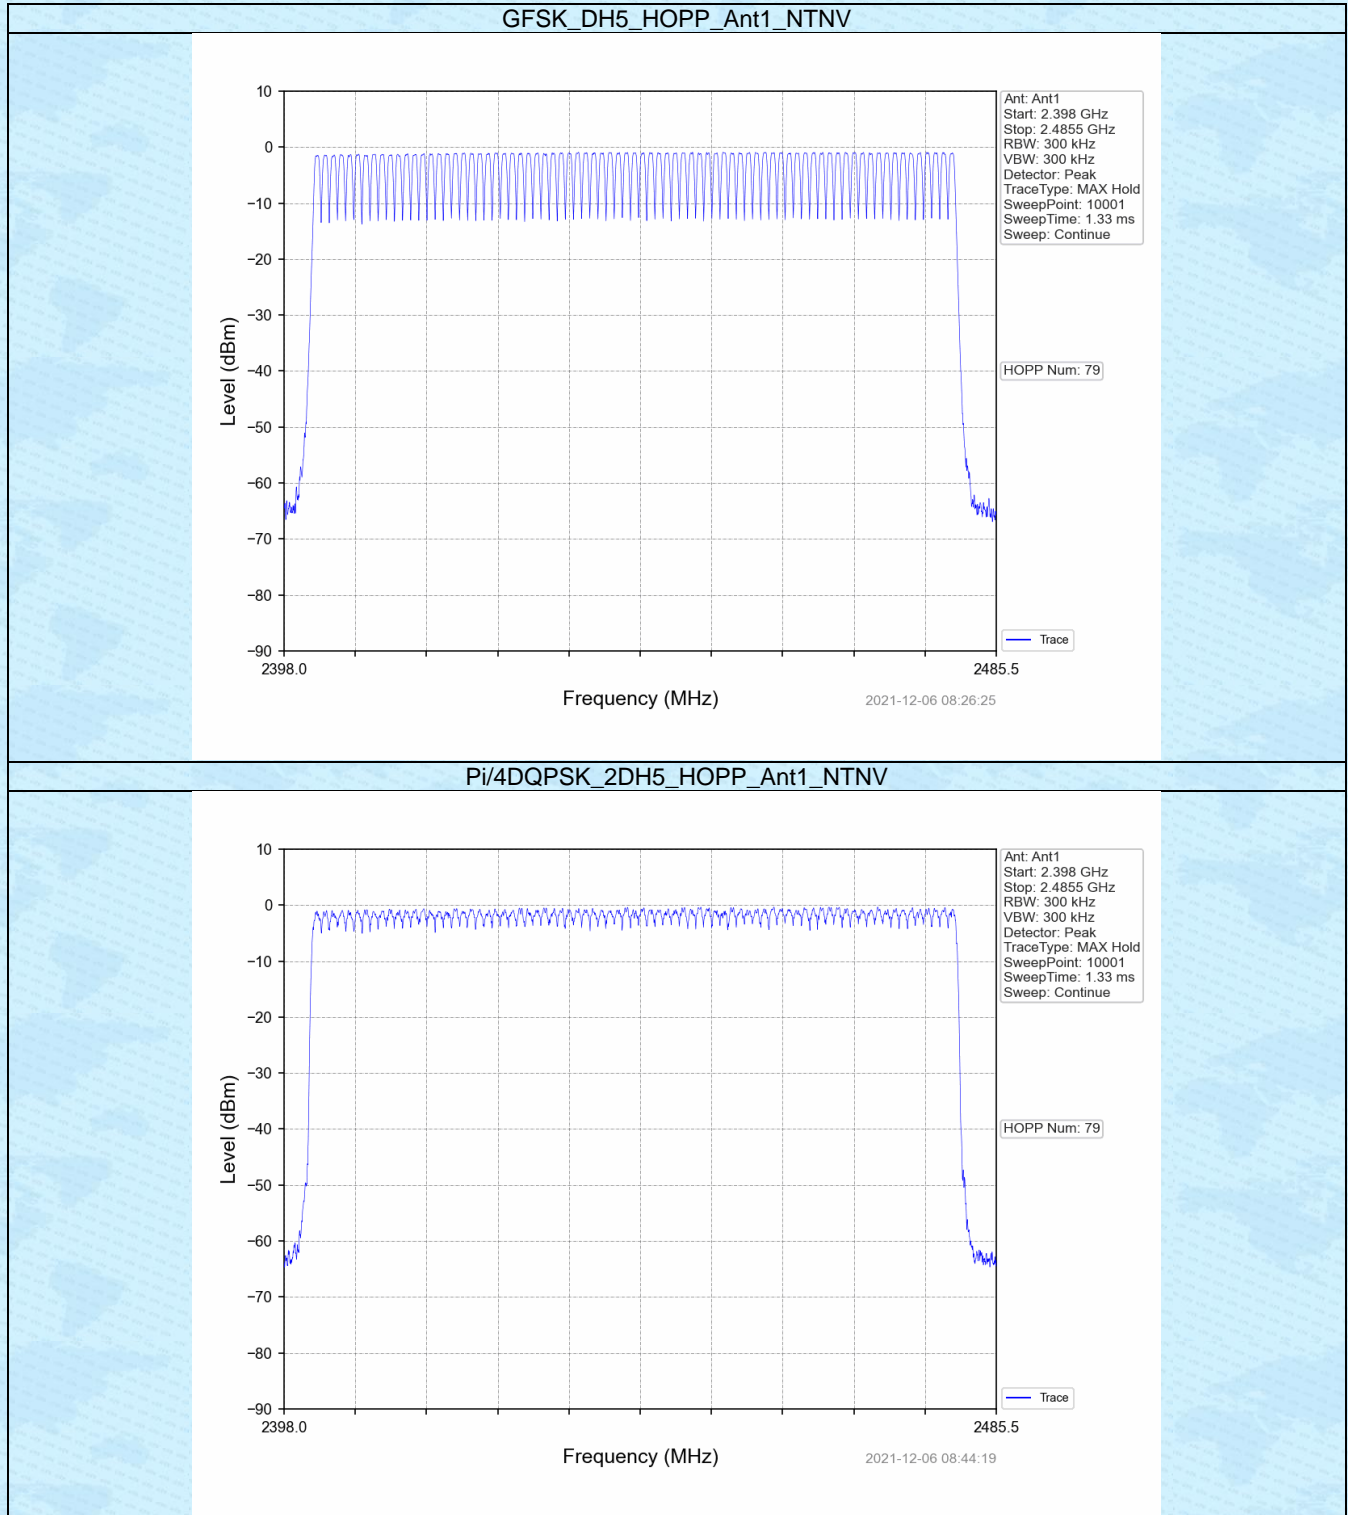 GFSK_DH5_HOPP_Ant1_NTNV
10
0
−10
−20
−30
−40
−50
−60
−70
−80
−90
Level (dBm)
2398.0
2485.5
Frequency (MHz)
2021-12-06 08:26:25
Ant: Ant1
Start: 2.398 GHz
Stop: 2.4855 GHz
RBW: 300 kHz
VBW: 300 kHz
Detector: Peak
TraceType: MAX Hold
SweepPoint: 10001
SweepTime: 1.33 ms
Sweep: Continue
HOPP Num: 79
Trace
Pi/4DQPSK_2DH5_HOPP_Ant1_NTNV
10
0
−10
−20
−30
−40
−50
−60
−70
−80
−90
Level (dBm)
2398.0
2485.5
Frequency (MHz)
2021-12-06 08:44:19
Ant: Ant1
Start: 2.398 GHz
Stop: 2.4855 GHz
RBW: 300 kHz
VBW: 300 kHz
Detector: Peak
TraceType: MAX Hold
SweepPoint: 10001
SweepTime: 1.33 ms
Sweep: Continue
HOPP Num: 79
Trace